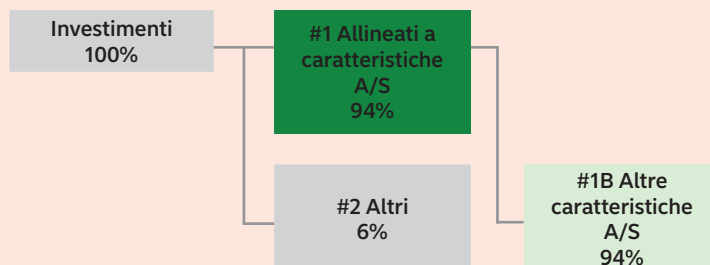 Investimenti
100%
#1 Allineati a
caratteristiche
A/S
94%
#2 Altri
6%
#1B Altre
caratteristiche
A/S
94%